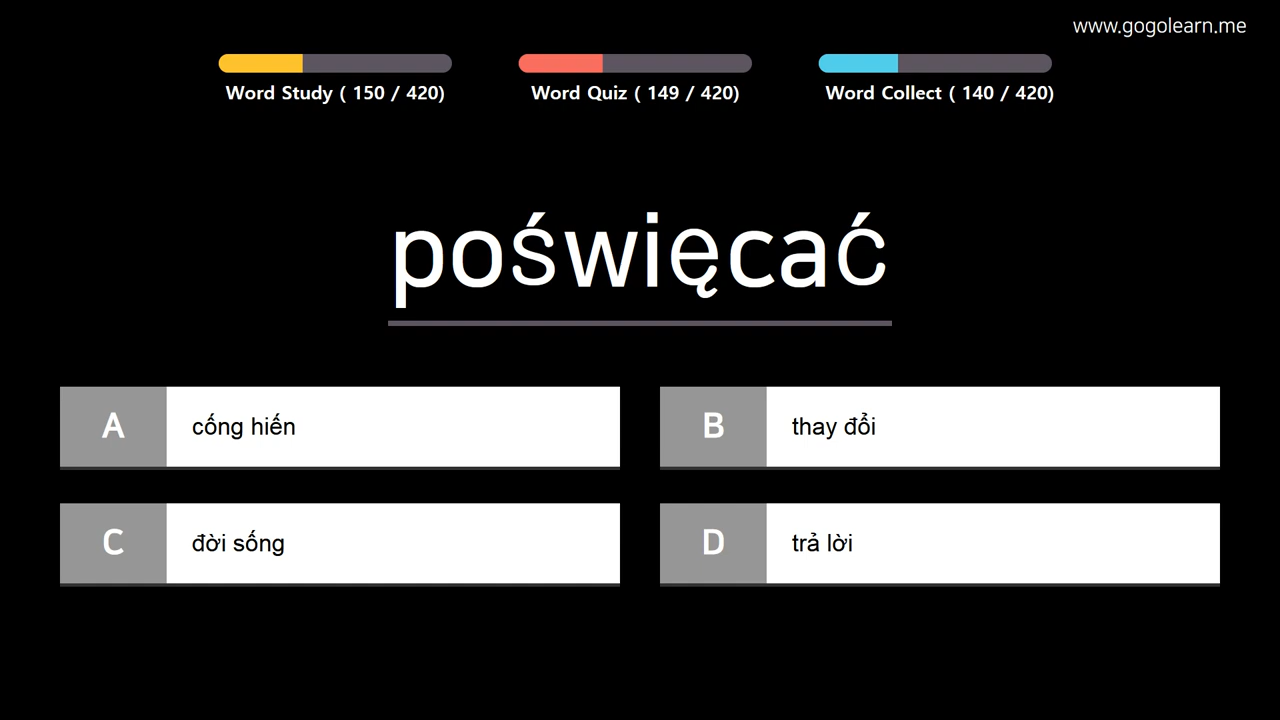 www.gogolearn.me
Word Study ( 150 / 420)
Word Quiz ( 149 / 420)
Word Collect ( 140 / 420)
poświęcać
A
cống hiến
B
thay đổi
C
đời sống
D
trả lời